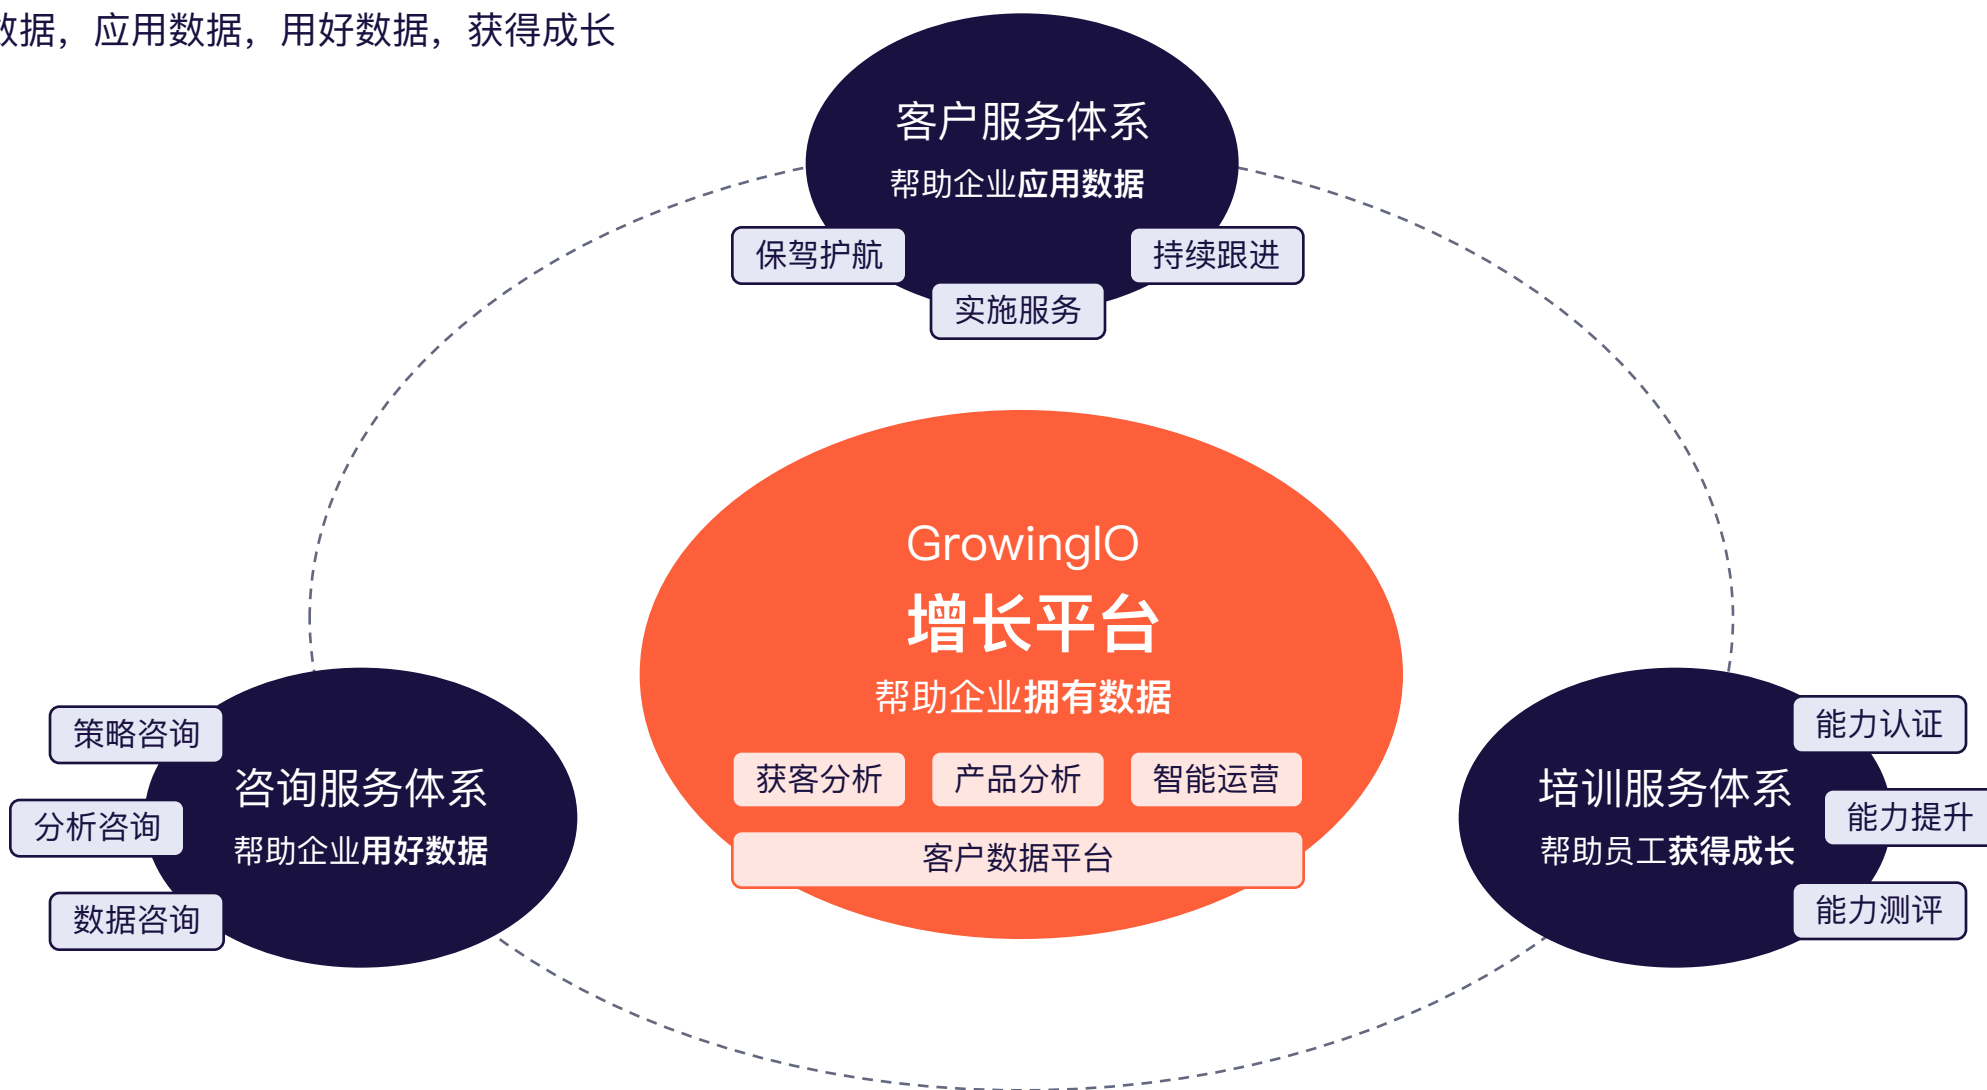 数据，应用数据，用好数据，获得成长
客户服务体系
帮助企业应用数据
保驾护航
持续跟进
实施服务
GrowingIO
增长平台
帮助企业拥有数据
获客分析
产品分析
智能运营
客户数据平台
策略咨询
分析咨询
数据咨询
咨询服务体系
帮助企业用好数据
培训服务体系
帮助员工获得成长
能力认证
能力提升
能力测评